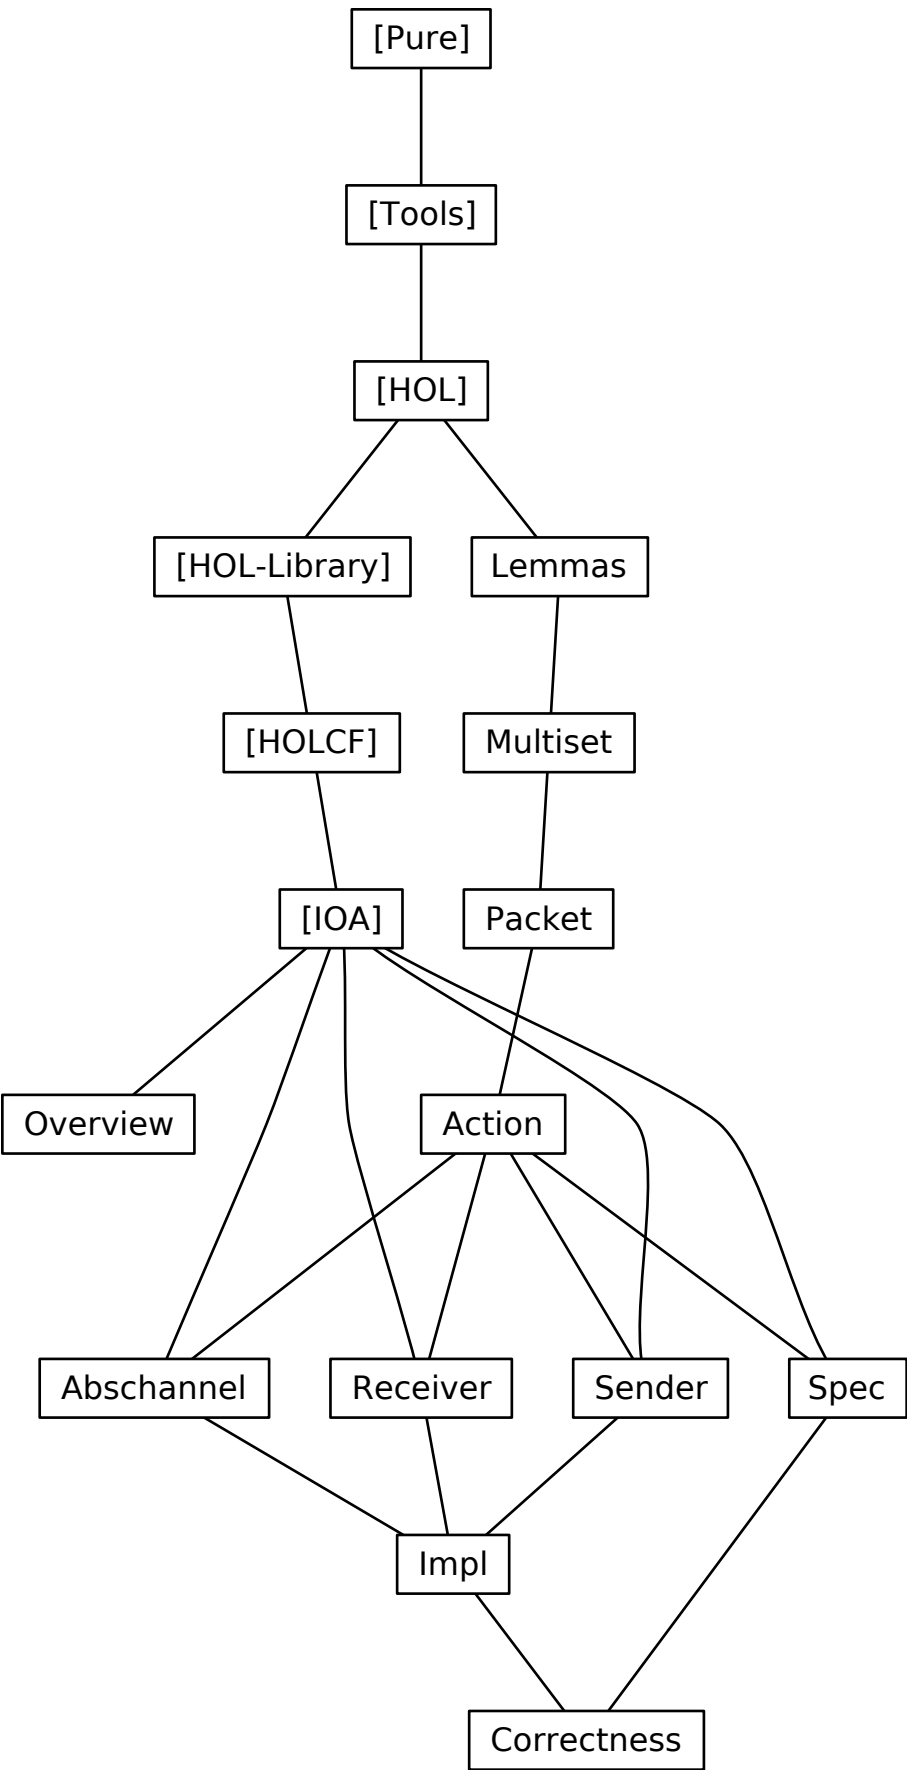 [Pure]
[Tools]
[HOL]
[HOL-Library]
Lemmas
[HOLCF]
Multiset
[IOA]
Packet
Overview
Action
Abschannel
Receiver
Sender
Spec
Impl
Correctness